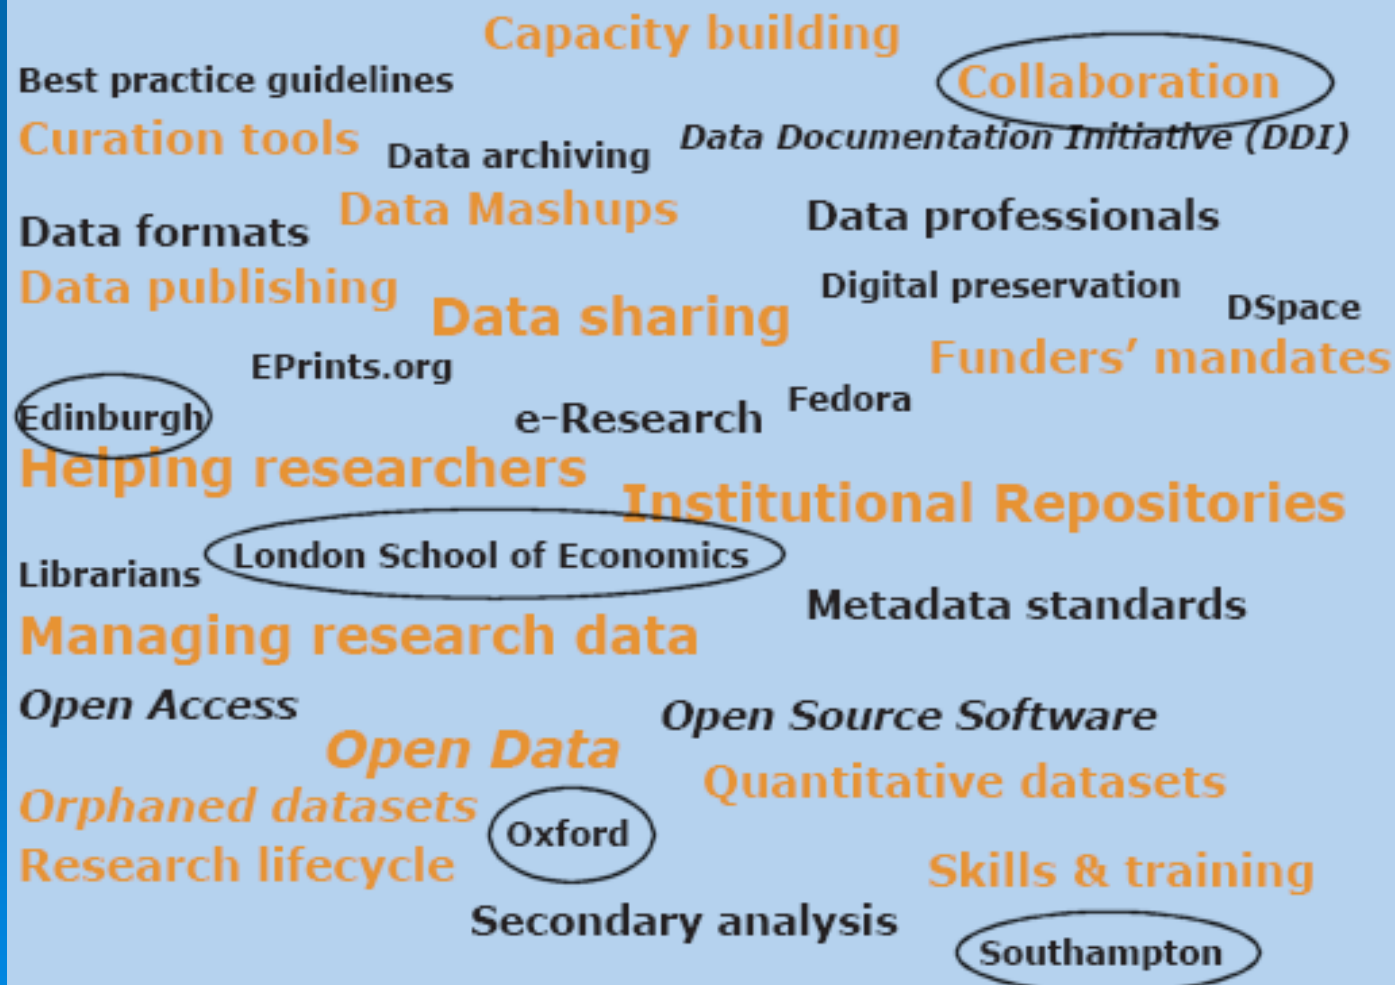 Capacity building
Best practice guidelines
Collaboration
Curation tools
Data archiving
Data Documentation Initiative (DDI)
Data formats
Data Mashups
Data professionals
Data publishing
Data sharing
Digital preservation
DSpace
EPrints.org
Funders’ mandates
Edinburgh
e-Research
Fedora
Helping researchers
Institutional Repositories
Librarians
London School of Economics
Metadata standards
Managing research data
Open Access
Open Data
Open Source Software
Orphaned datasets
Oxford
Quantitative datasets
Research lifecycle
Skills & training
Secondary analysis
Southampton